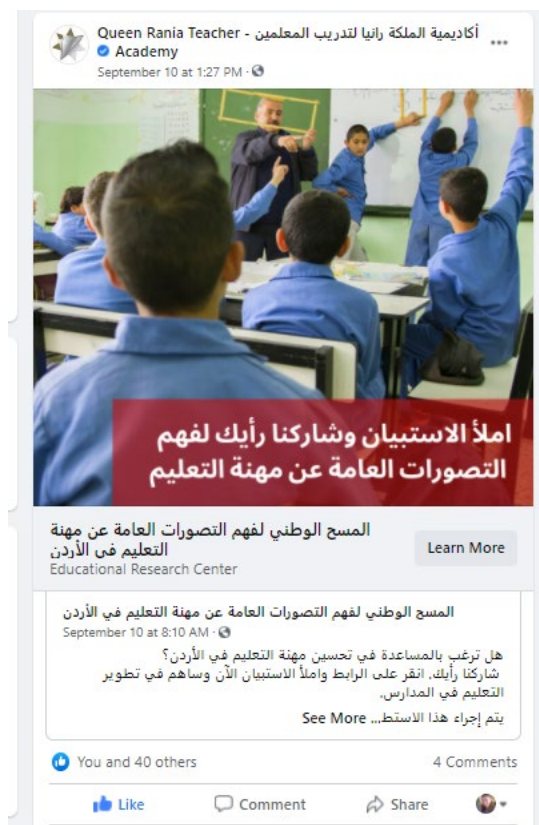 أكاديمية الملكة رانيا لتدريب المعلمين - Queen Rania Teacher
Academy
September 10 at 1:27 PM ·
املأ الاستبيان وشاركنا رأيك لفهم
التصورات العامة عن مهنة التعليم
المسح الوطني لفهم التصورات العامة عن مهنة
التعليم في الأردن
Educational Research Center
Learn More
المسح الوطني لفهم التصورات العامة عن مهنة التعليم في الأردن
September 10 at 8:10 AM ·
هل ترغب بالمساعدة في تحسين مهنة التعليم في الأردن؟
شاركنا رأيك. انقر على الرابط واملأ الاستبيان الآن وساهم في تطوير
التعليم في المدارس.
يتم إجراء هذا الاستط... See More
You and 40 others
4 Comments
Like
Comment
Share